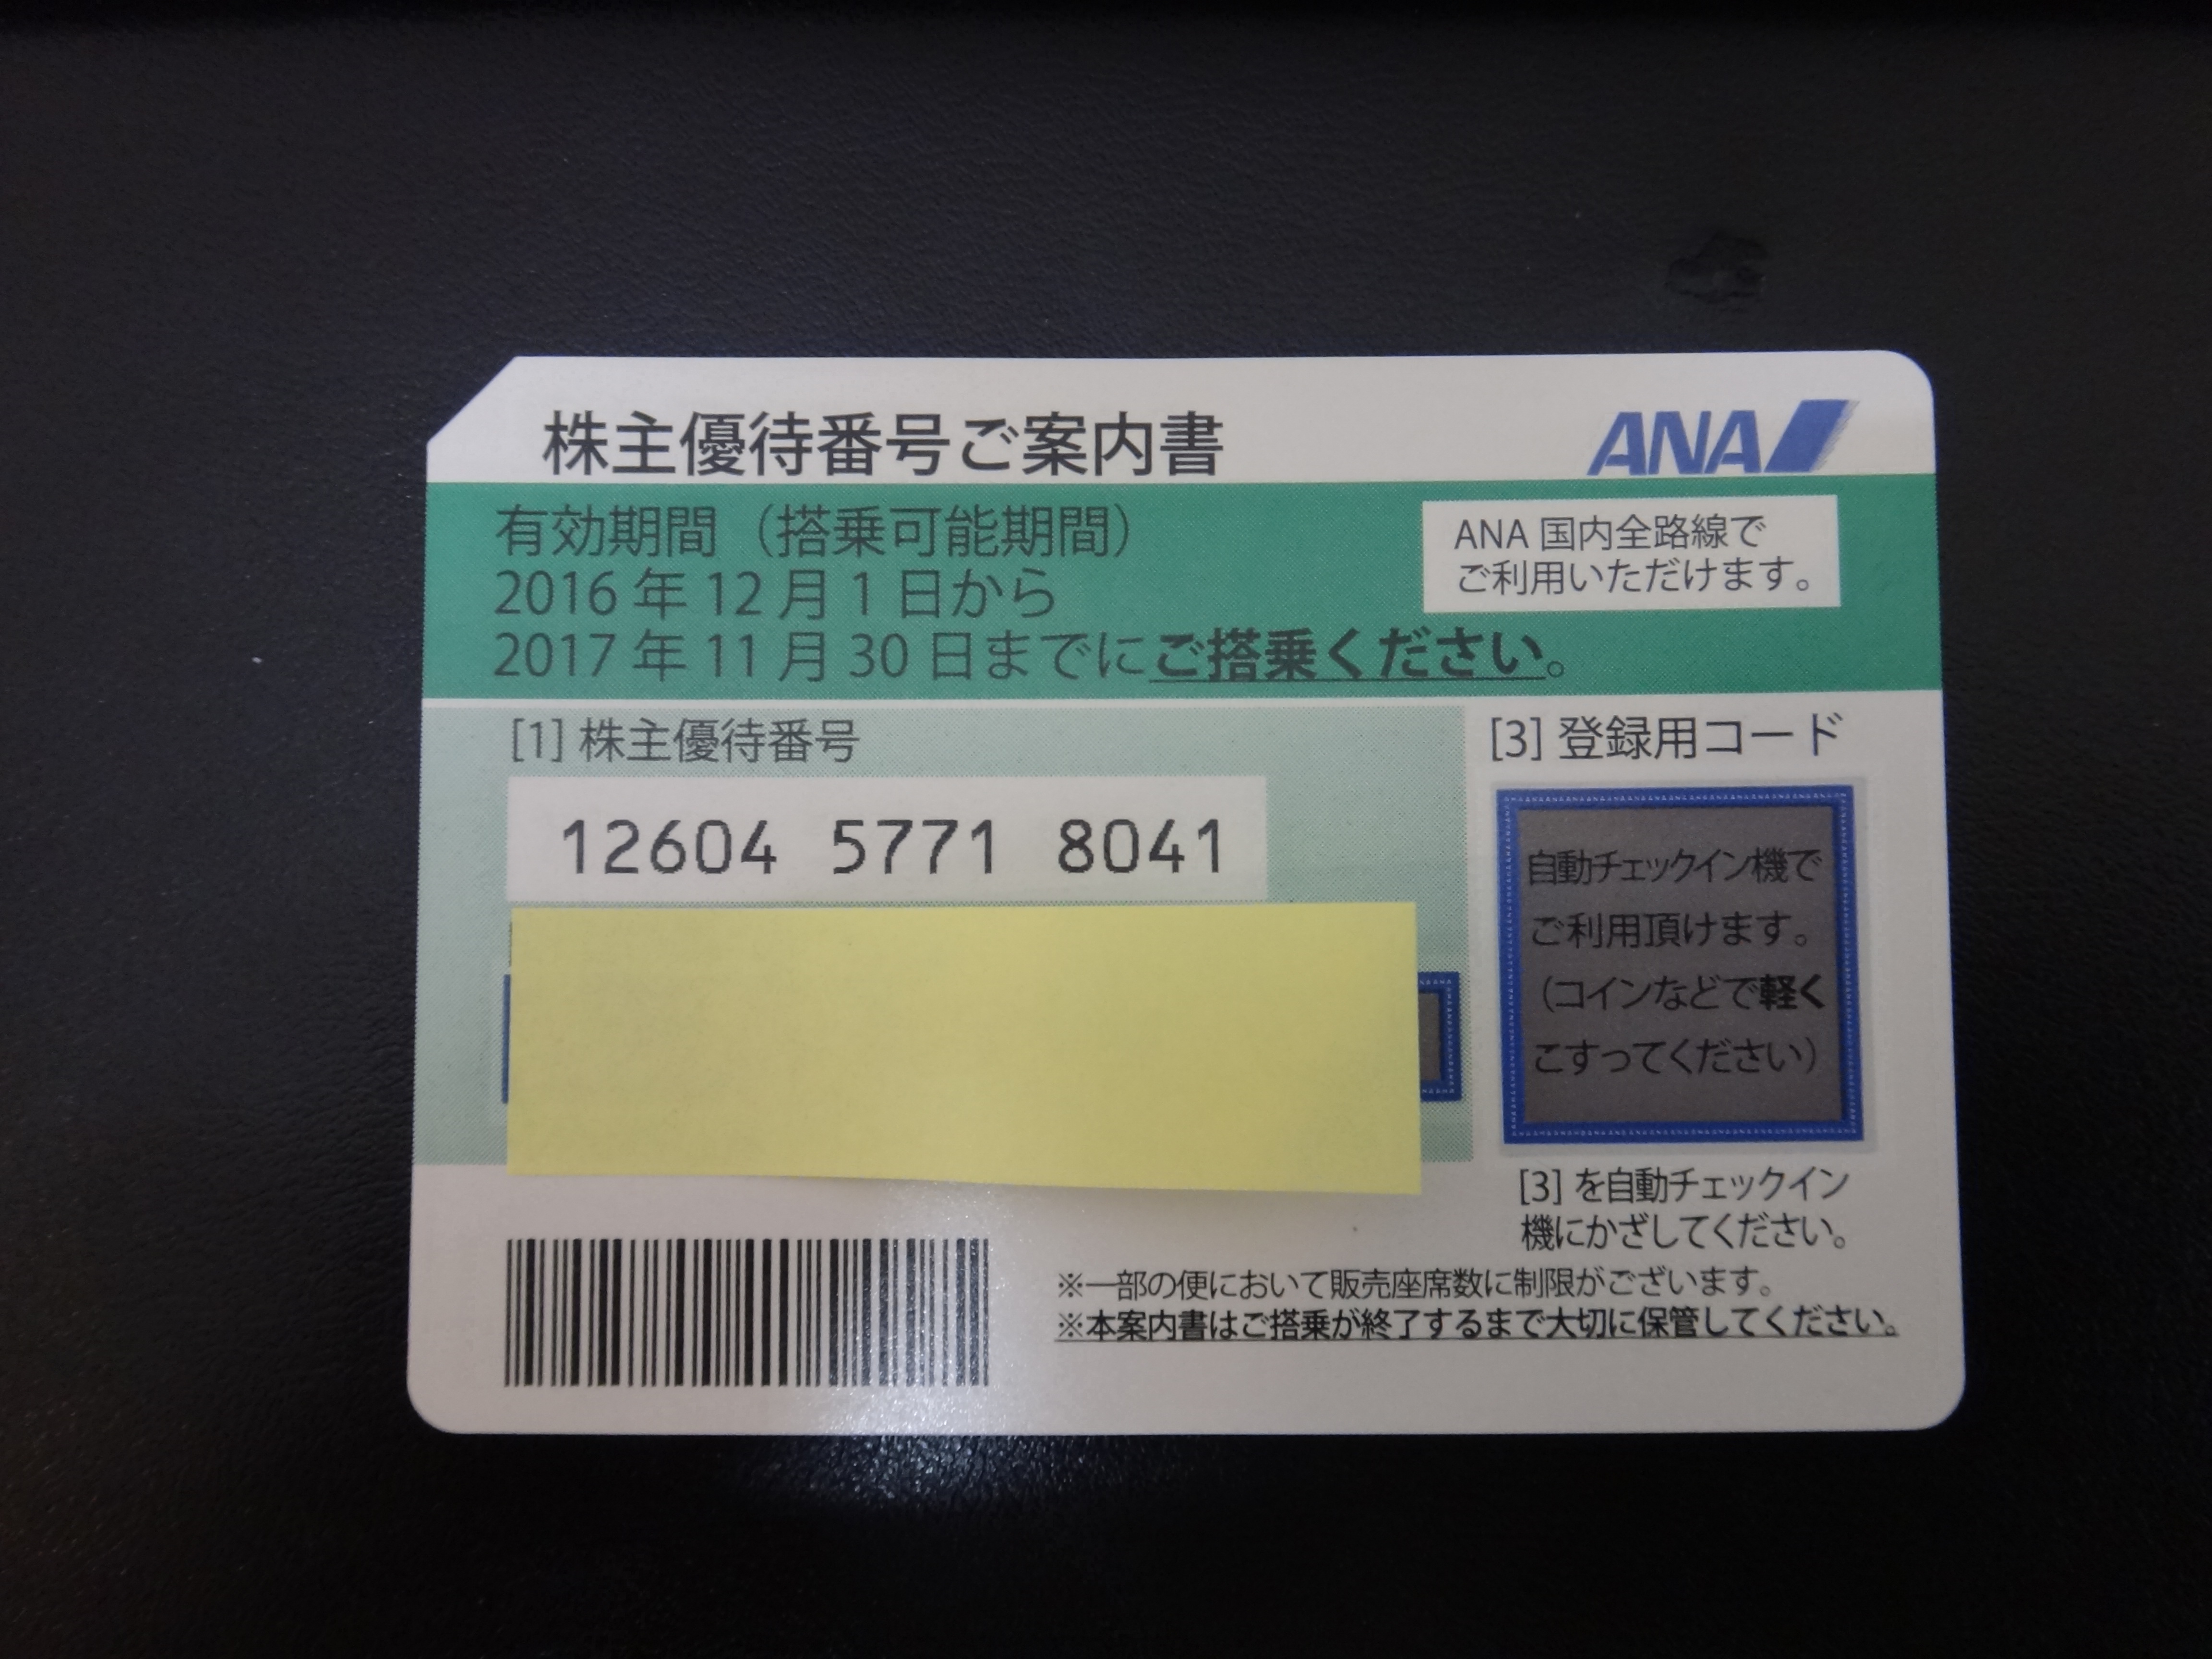 株主優待番号ご案内書
ANA
有効期間（搭乗可能期間）
2016年12月1日から
2017年11月30日までにご搭乗ください。
ANA国内全路線で
ご利用いただけます。
[1] 株主優待番号
12604 5771 8041
[3] 登録用コード
自動チェックイン機で
ご利用頂けます。
（コインなどで軽く
こすってください）
[3] を自動チェックイン
機にかざしてください。
※一部の便において販売座席数に制限がございます。
※本案内書はご搭乗が終了するまで大切に保管してください。